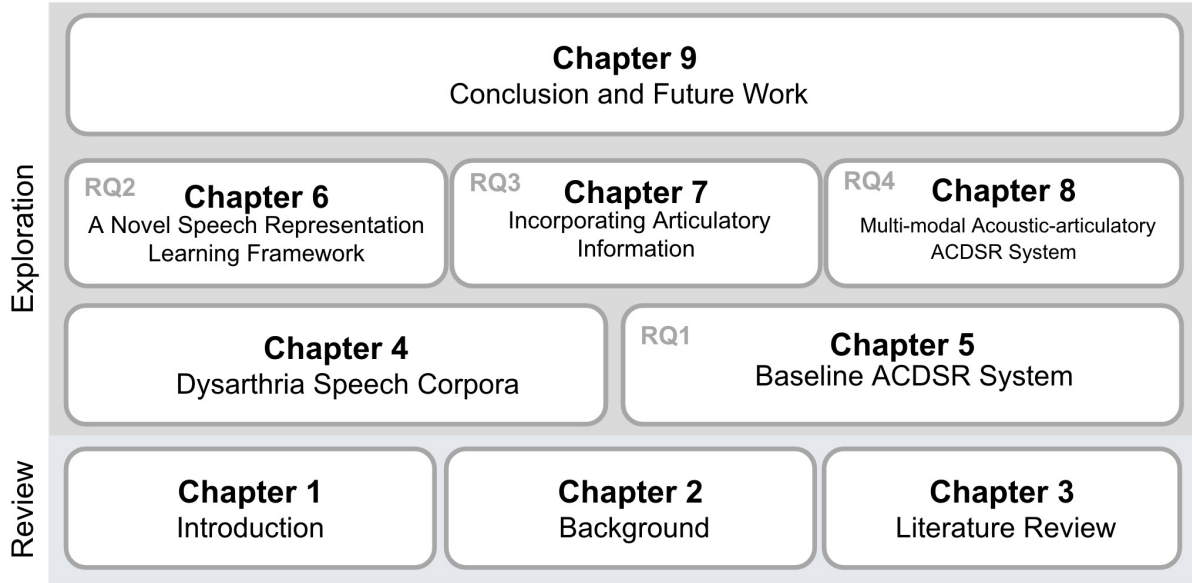 Exploration
Chapter 9
Conclusion and Future Work
RQ2
Chapter 6
A Novel Speech Representation
Learning Framework
RQ3
Chapter 7
Incorporating Articulatory
Information
RQ4
Chapter 8
Multi-modal Acoustic-articulatory
ACDSR System
Chapter 4
Dysarthria Speech Corpora
RQ1
Chapter 5
Baseline ACDSR System
Review
Chapter 1
Introduction
Chapter 2
Background
Chapter 3
Literature Review